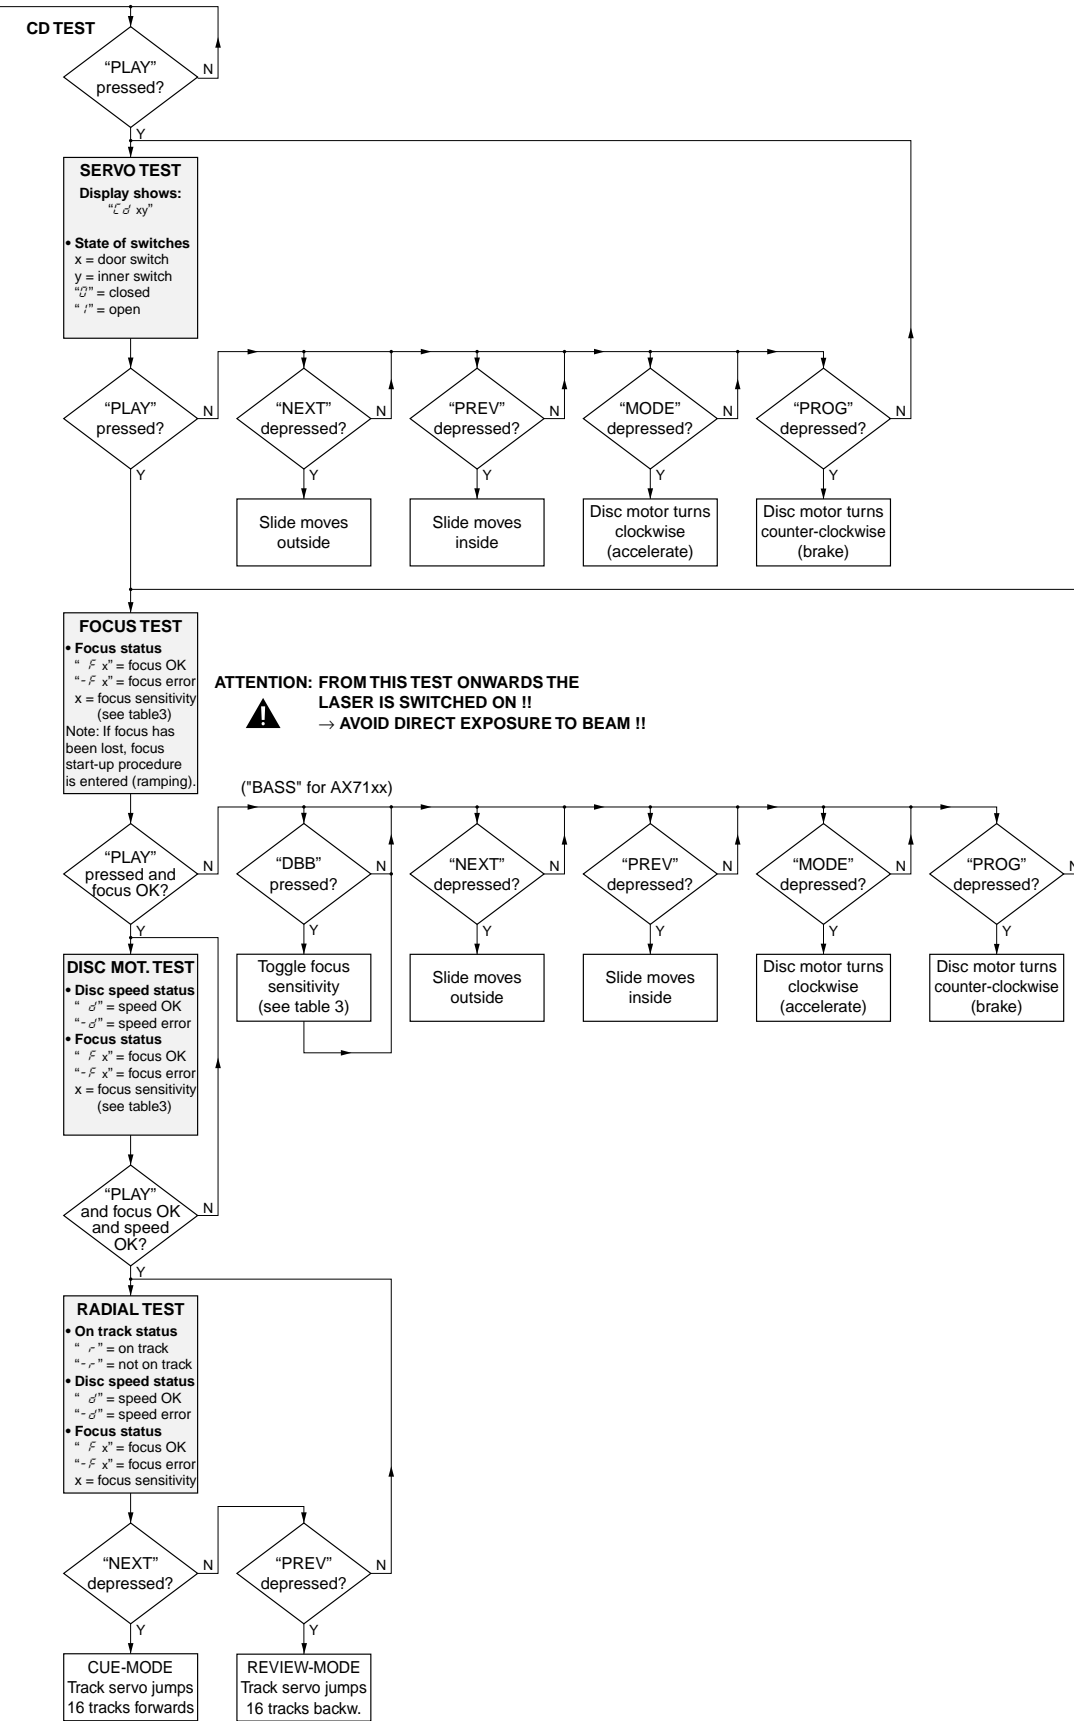 CD TEST
“PLAY”
pressed?
N
Y
SERVO TEST
Display shows:
“Cd xy”
• State of switches
x = door switch
y = inner switch
“0” = closed
“1” = open
“PLAY”
pressed?
N
Y
“NEXT”
depressed?
N
Y
“PREV”
depressed?
N
Y
“MODE”
depressed?
N
Y
“PROG”
depressed?
N
Y
Slide moves
outside
Slide moves
inside
Disc motor turns
clockwise
(accelerate)
Disc motor turns
counter-clockwise
(brake)
FOCUS TEST
• Focus status
“ F x” = focus OK
“-F x” = focus error
x = focus sensitivity
(see table3)
Note: If focus has
been lost, focus
start-up procedure
is entered (ramping).
ATTENTION: FROM THIS TEST ONWARDS THE
LASER IS SWITCHED ON !!
→ AVOID DIRECT EXPOSURE TO BEAM !!
("BASS" for AX71xx)
“PLAY”
pressed and
focus OK?
N
Y
“DBB”
pressed?
N
Y
“NEXT”
depressed?
N
Y
“PREV”
depressed?
N
Y
“MODE”
depressed?
N
Y
“PROG”
depressed?
N
Y
Toggle focus
sensitivity
(see table 3)
Slide moves
outside
Slide moves
inside
Disc motor turns
clockwise
(accelerate)
Disc motor turns
counter-clockwise
(brake)
DISC MOT. TEST
• Disc speed status
“ d” = speed OK
“-d” = speed error
• Focus status
“ F x” = focus OK
“-F x” = focus error
x = focus sensitivity
(see table3)
“PLAY”
and focus OK
and speed
OK?
N
Y
RADIAL TEST
• On track status
“ r” = on track
“-r” = not on track
• Disc speed status
“ d” = speed OK
“-d” = speed error
• Focus status
“ F x” = focus OK
“-F x” = focus error
x = focus sensitivity
“NEXT”
depressed?
N
Y
“PREV”
depressed?
N
Y
CUE-MODE
Track servo jumps
16 tracks forwards
REVIEW-MODE
Track servo jumps
16 tracks backw.